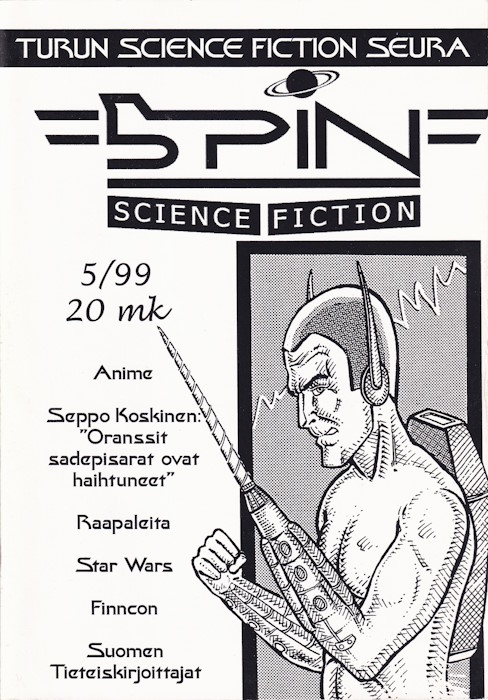 TURUN SCIENCE FICTION SEURA
SPIN
SCIENCE FICTION
5/99
20 mk
Anime
Seppo Koskinen:
"Oranssit
sadepisarat ovat
haihtuneet"
Raapaleita
Star Wars
Finncon
Suomen
Tieteiskirjoittajat